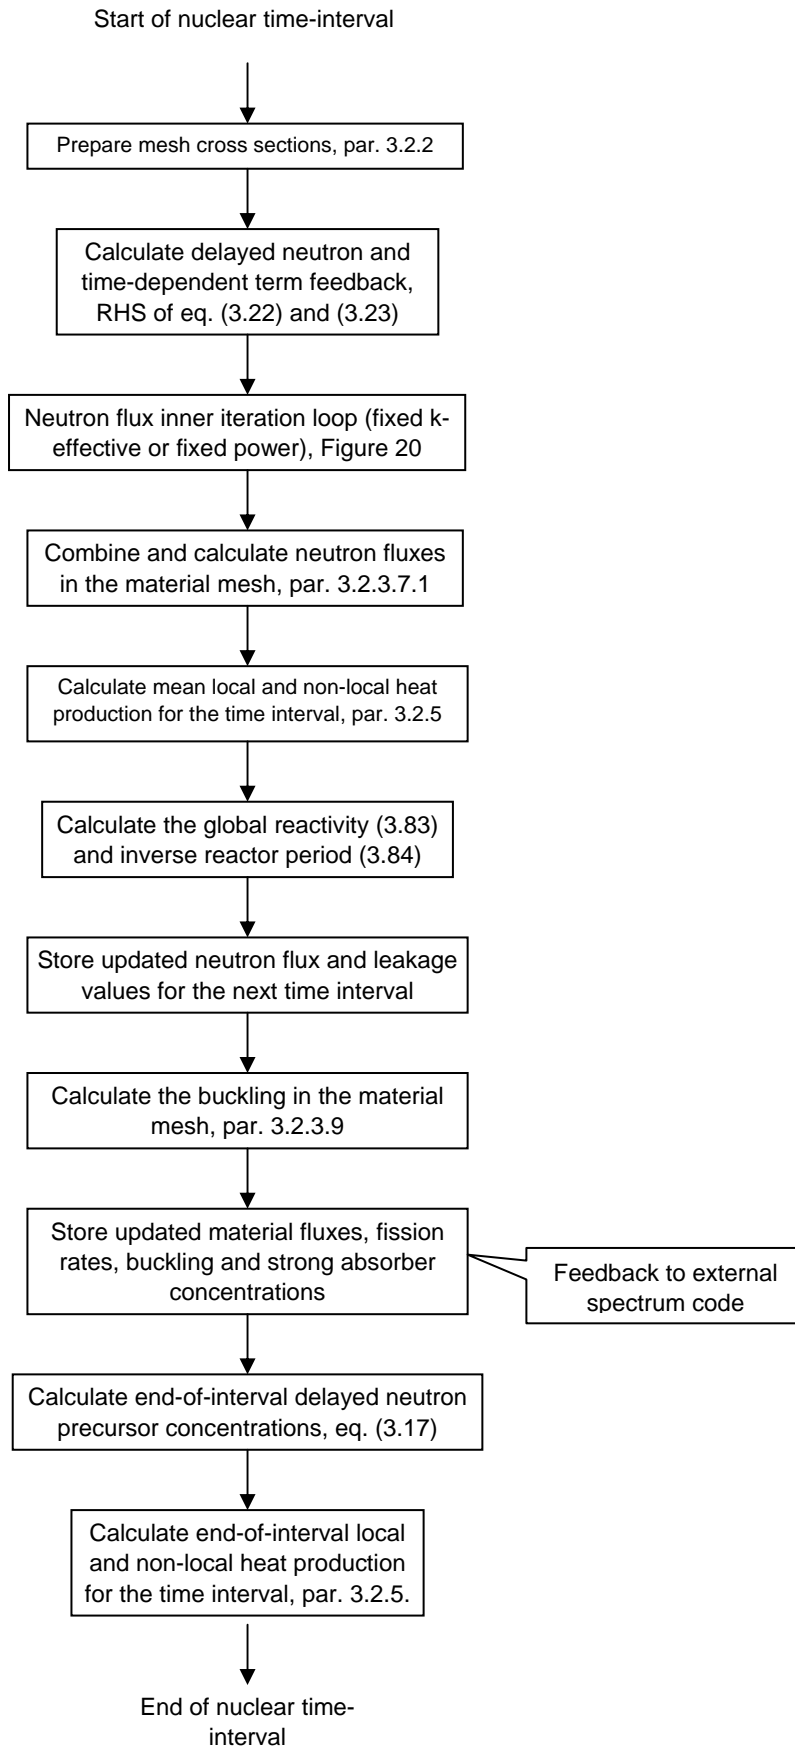 Start of nuclear time-interval
Prepare mesh cross sections, par. 3.2.2
Calculate delayed neutron and
time-dependent term feedback,
RHS of eq. (3.22) and (3.23)
Neutron flux inner iteration loop (fixed k-
effective or fixed power), Figure 20
Combine and calculate neutron fluxes
in the material mesh, par. 3.2.3.7.1
Calculate mean local and non-local heat
production for the time interval, par. 3.2.5
Calculate the global reactivity (3.83)
and inverse reactor period (3.84)
Store updated neutron flux and leakage
values for the next time interval
Calculate the buckling in the material
mesh, par. 3.2.3.9
Store updated material fluxes, fission
rates, buckling and strong absorber
concentrations
Feedback to external
spectrum code
Calculate end-of-interval delayed neutron
precursor concentrations, eq. (3.17)
Calculate end-of-interval local
and non-local heat production
for the time interval, par. 3.2.5.
End of nuclear time-
interval